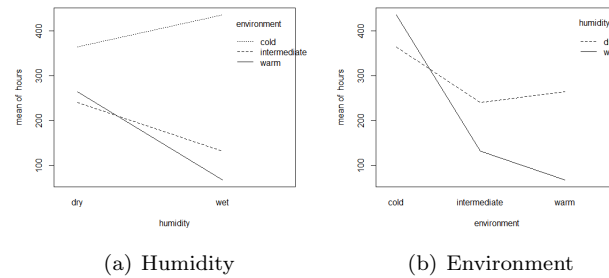 environment
cold
intermediate
warm
mean of hours
100
200
300
400
dry
wet
humidity
(a) Humidity
humidity
d
w
mean of hours
100
200
300
400
cold
intermediate
warm
environment
(b) Environment